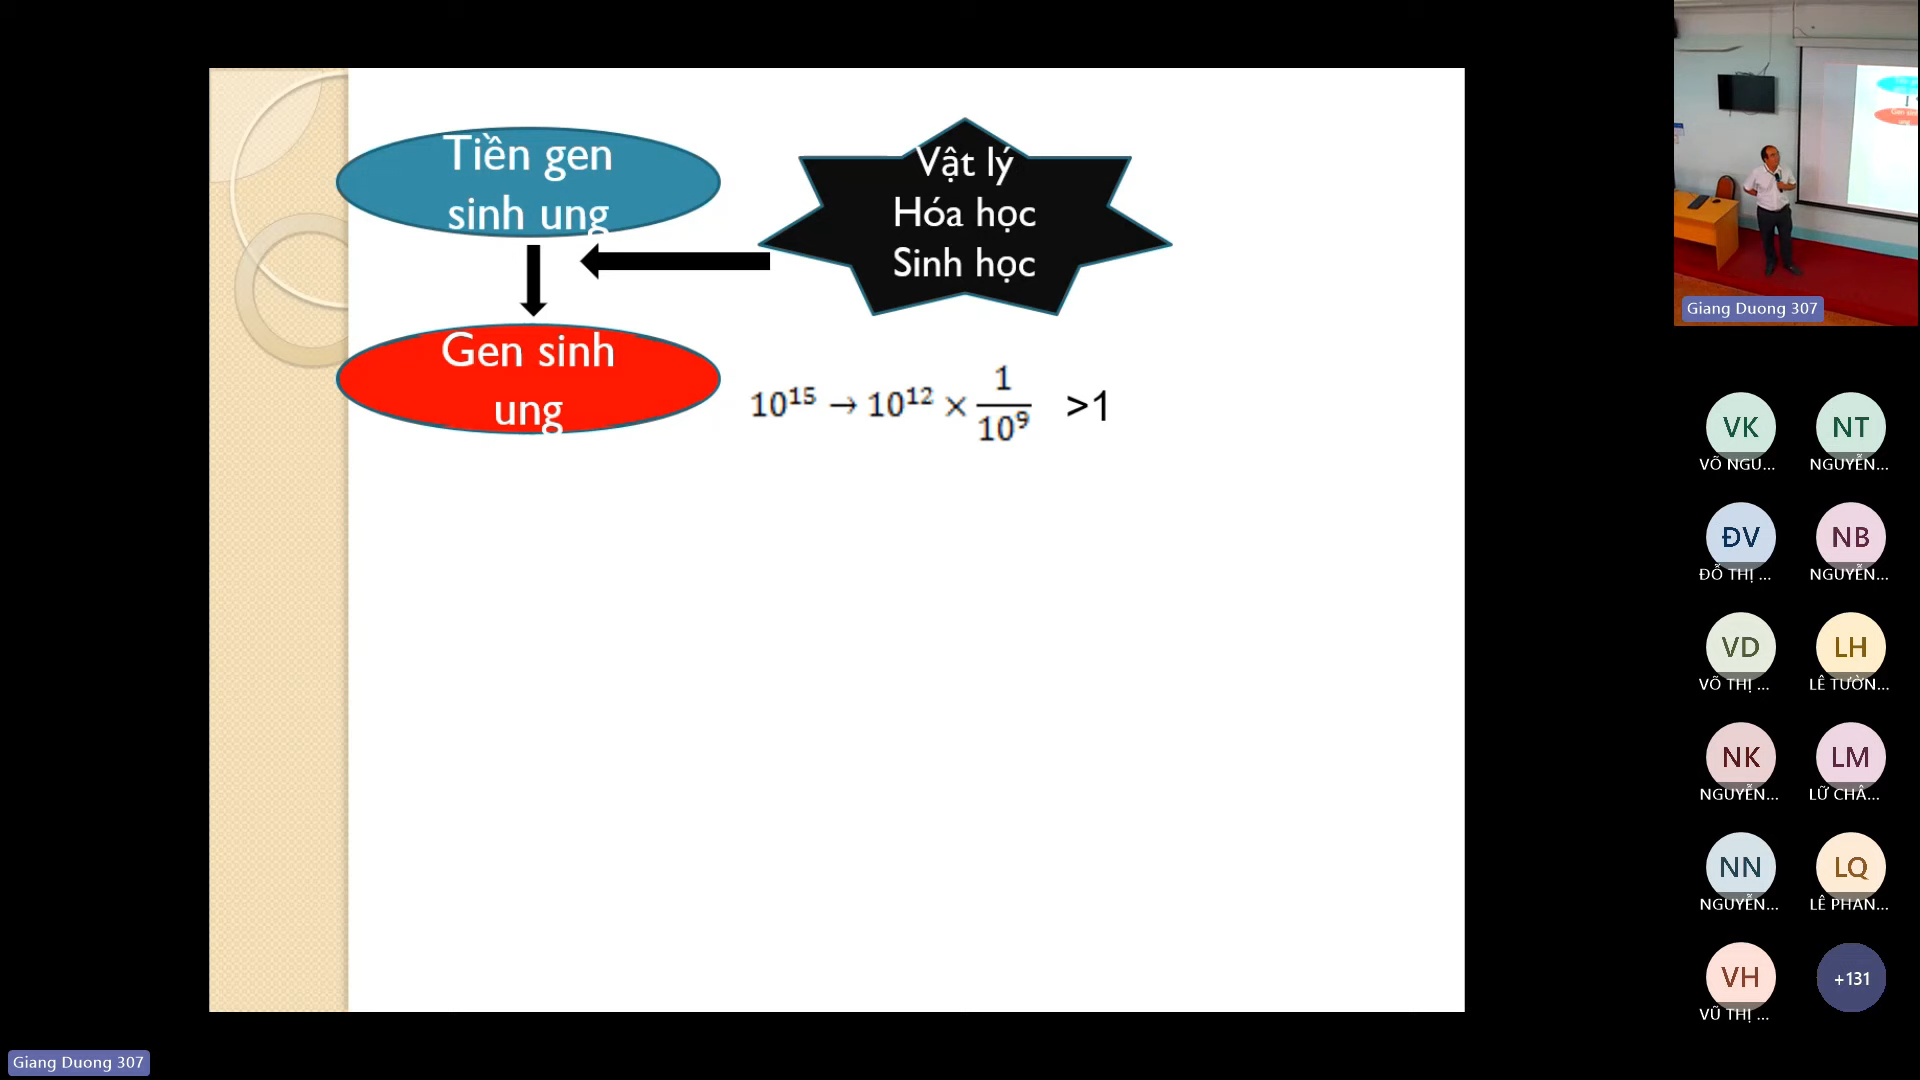 Tiền gen
sinh ung
Vật lý
Hóa học
Sinh học
Gen sinh
ung
10¹⁵ → 10¹² × 1/10⁹ >1
Giang Duong 307
VK
NT
VÕ NGU...
NGUYỄN...
ĐV
NB
ĐỖ THỊ ...
NGUYỄN...
VD
LH
VÕ THỊ ...
LÊ TƯỜN...
NK
LM
NGUYỄN...
LỮ CHÂ...
NN
LQ
NGUYỄN...
LÊ PHAN...
VH
+131
VŨ THỊ ...
Giang Duong 307